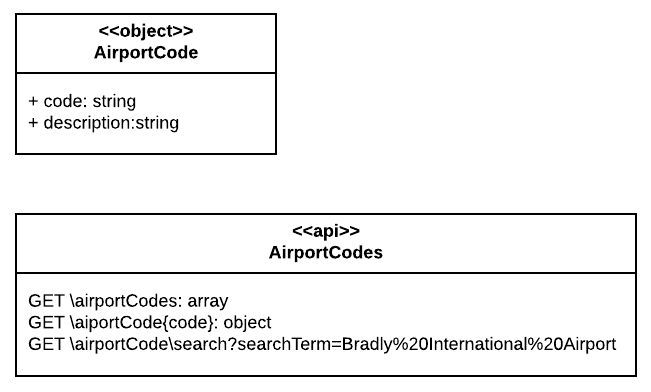 <<object>>
AirportCode
+ code: string
+ description:string
<<api>>
AirportCodes
GET \airportCodes: array
GET \aiportCode{code}: object
GET \airportCode\search?searchTerm=Bradly%20International%20Airport